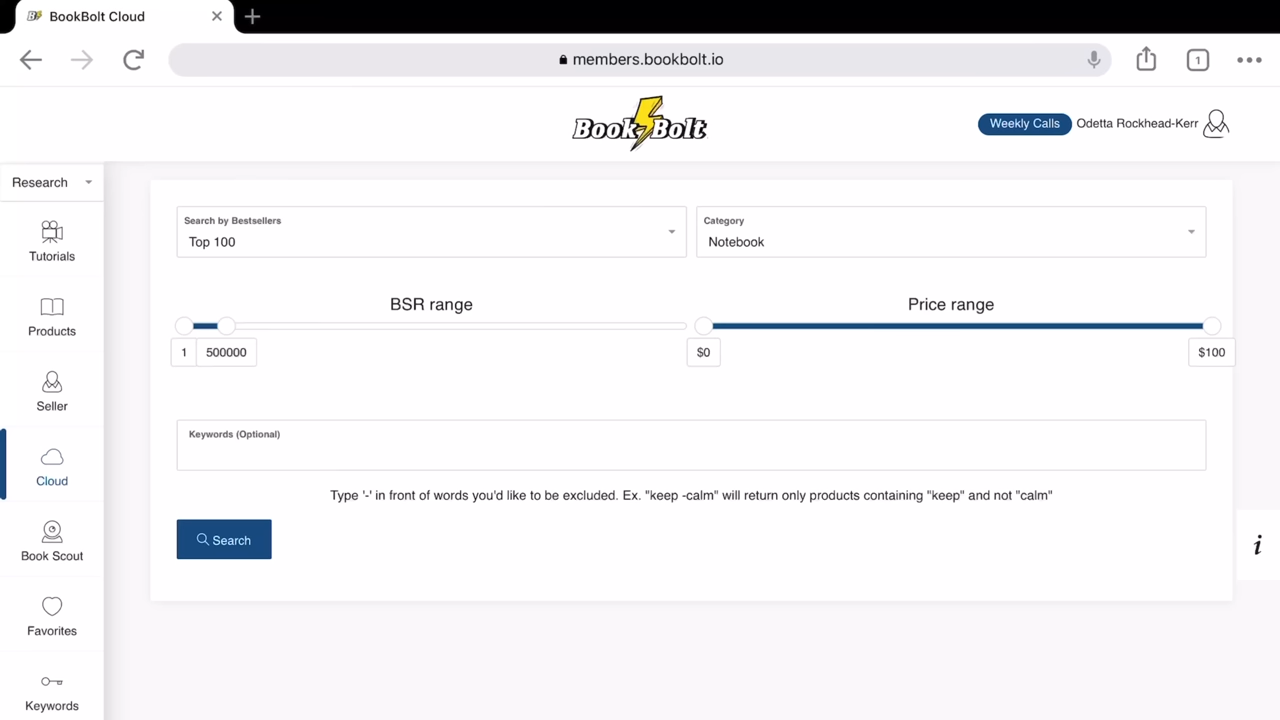 BookBolt Cloud
members.bookbolt.io
1
Book Bolt
Weekly Calls
Odetta Rockhead-Kerr
Research
Tutorials
Products
Seller
Cloud
Book Scout
Favorites
Keywords
Search by Bestsellers
Top 100
Category
Notebook
BSR range
Price range
1
500000
$0
$100
Keywords (Optional)
Type '-' in front of words you'd like to be excluded. Ex. "keep -calm" will return only products containing "keep" and not "calm"
Search
i